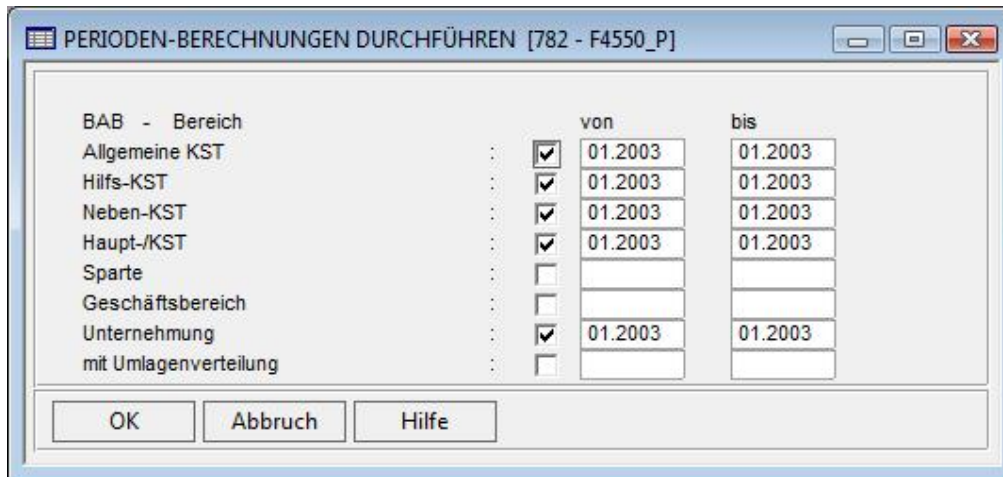 PERIODEN-BERECHNUNGEN DURCHFÜHREN [782 - F4550_P]
BAB - Bereich von bis
Allgemeine KST : 01.2003 01.2003
Hilfs-KST : 01.2003 01.2003
Neben-KST : 01.2003 01.2003
Haupt-/KST : 01.2003 01.2003
Sparte :
Geschäftsbereich :
Unternehmung : 01.2003 01.2003
mit Umlagenverteilung :
OK Abbruch Hilfe